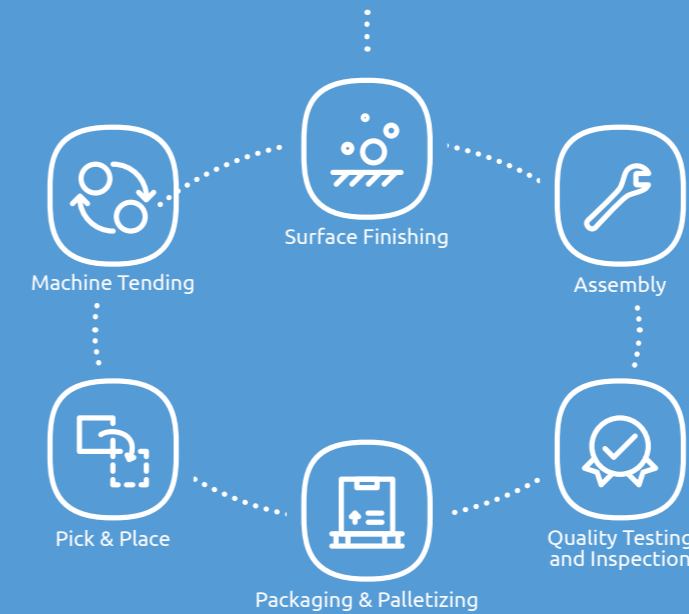 Surface Finishing
Machine Tending
Assembly
Pick & Place
Quality Testing
and Inspection
Packaging & Palletizing